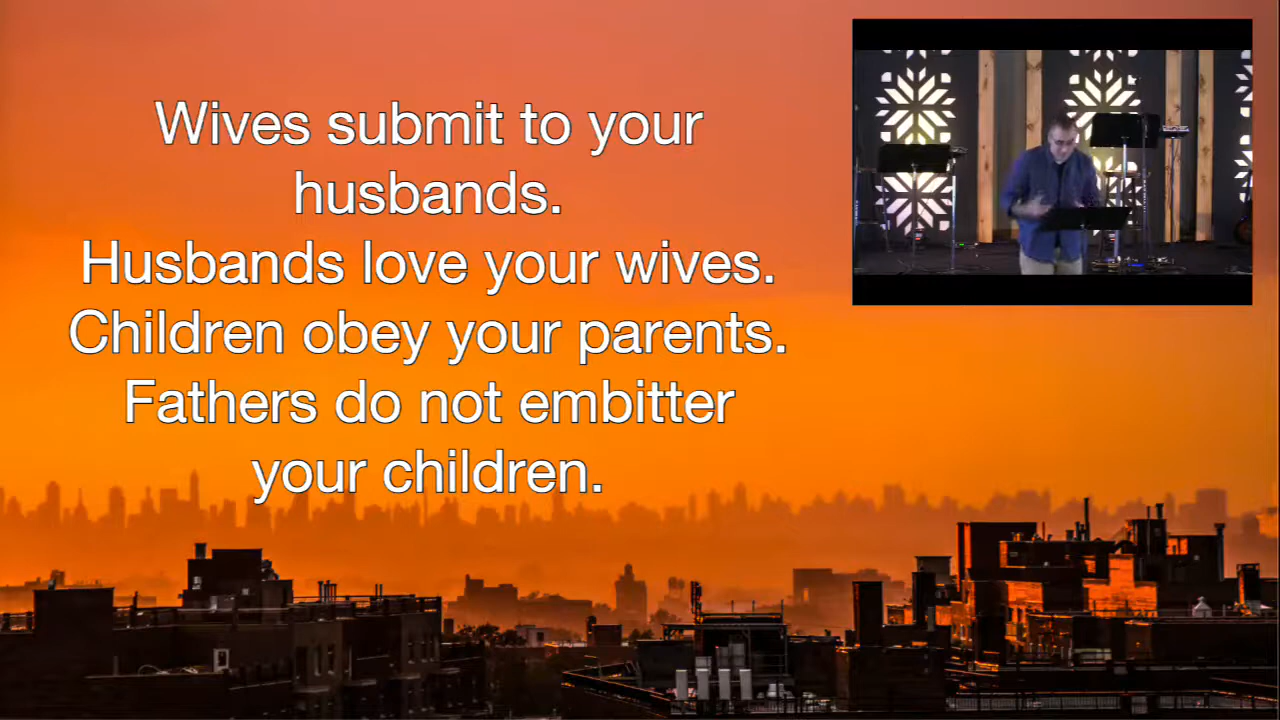 Wives submit to your
husbands.
Husbands love your wives.
Children obey your parents.
Fathers do not embitter
your children.